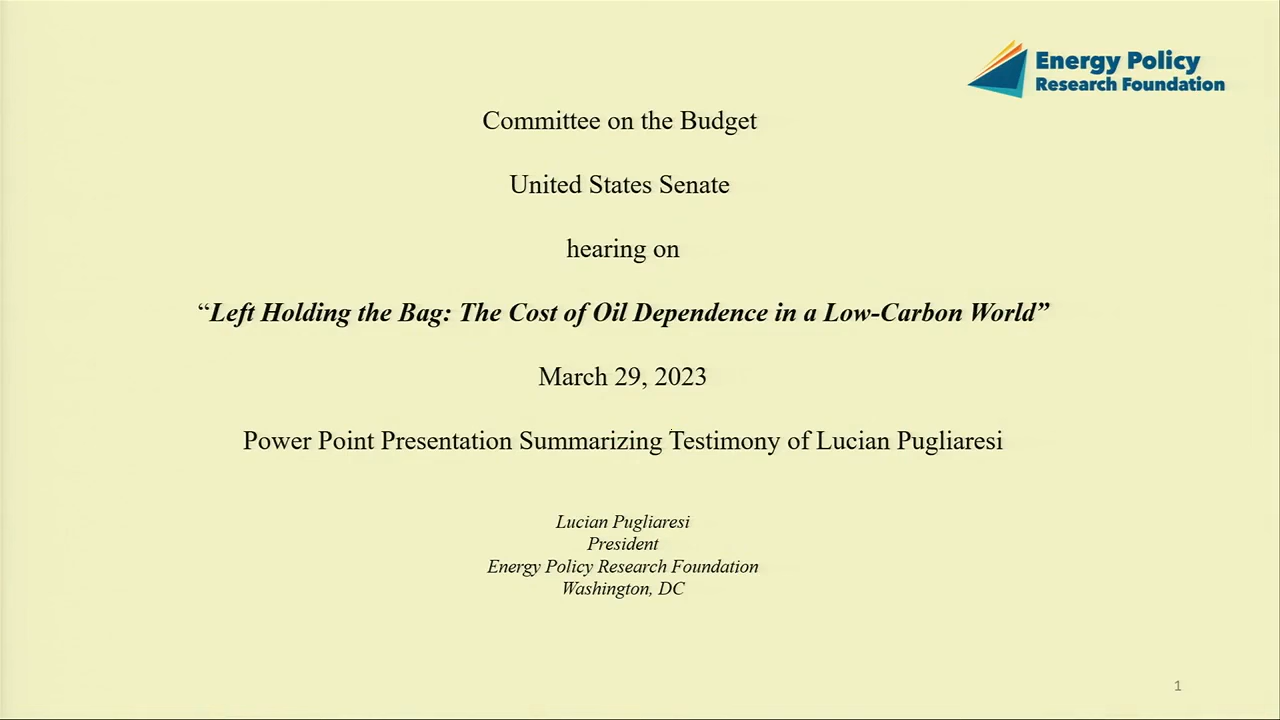 Energy Policy
Research Foundation
Committee on the Budget
United States Senate
hearing on
“Left Holding the Bag: The Cost of Oil Dependence in a Low-Carbon World”
March 29, 2023
Power Point Presentation Summarizing Testimony of Lucian Pugliaresi
Lucian Pugliaresi
President
Energy Policy Research Foundation
Washington, DC
1